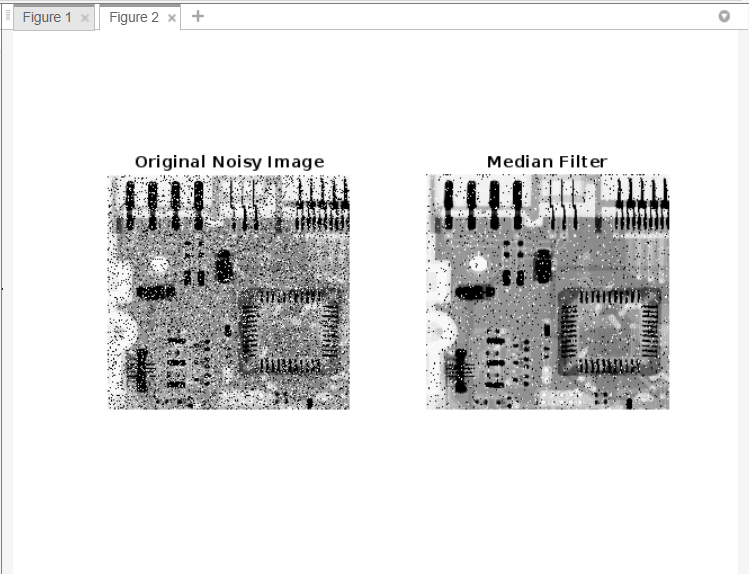 Figure 1 × Figure 2 × +
Original Noisy Image
Median Filter